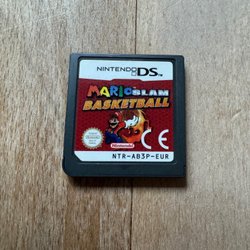 NINTENDO DS
MARIO SLAM
BASKETBALL
CE
Nintendo
NTR-AB3P-EUR